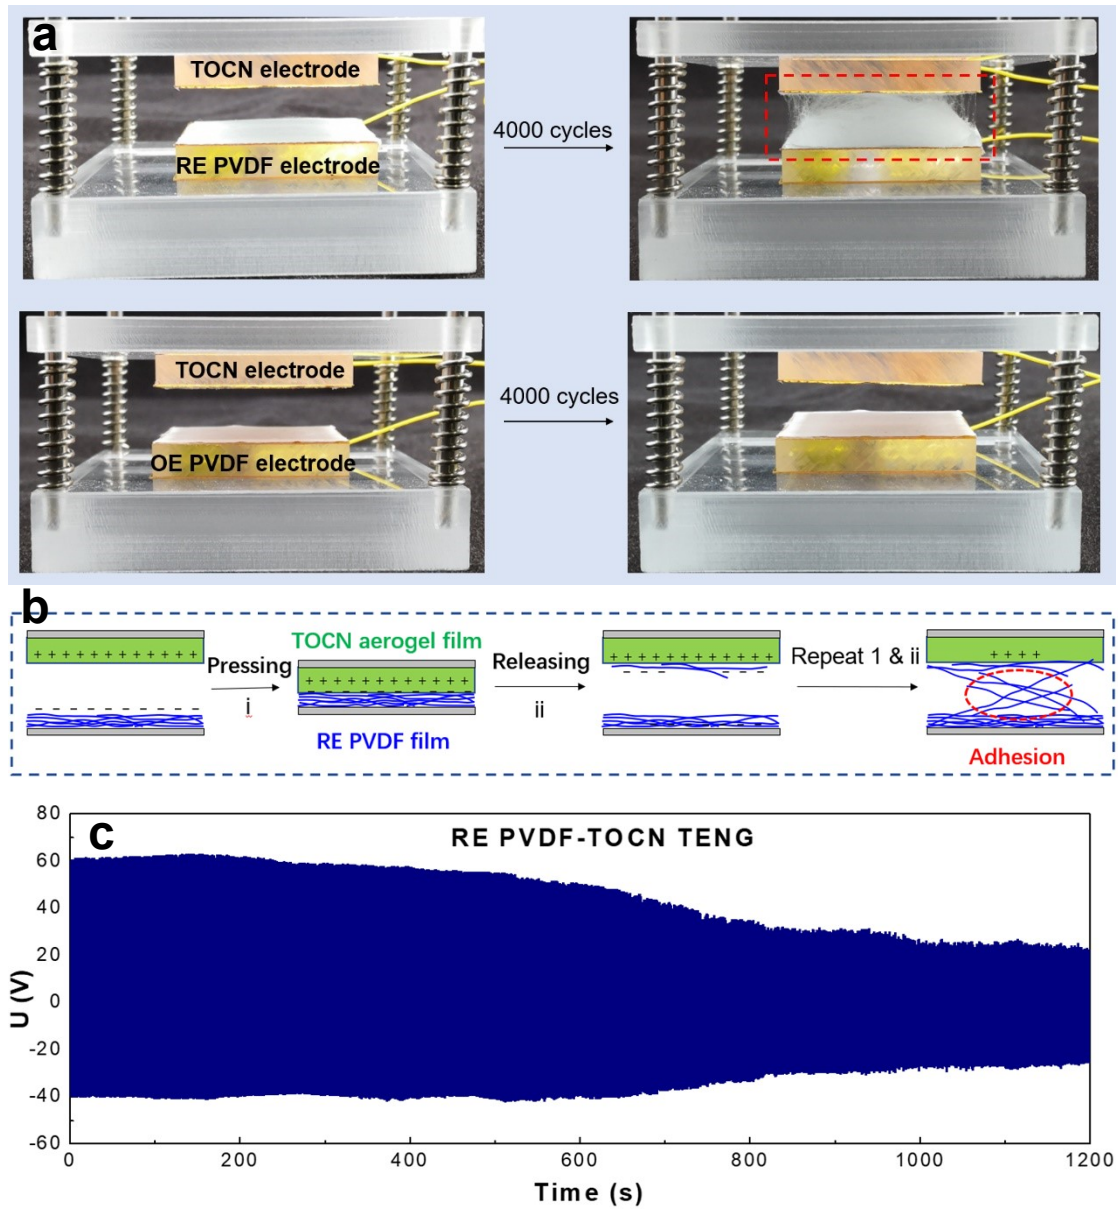 a
TOCN electrode
RE PVDF electrode
4000 cycles
TOCN electrode
OE PVDF electrode
4000 cycles
b
Pressing
i
TOCN aerogel film
+ + + + + + + + + + +
RE PVDF film
Releasing
ii
Repeat 1 & ii
+ + + +
Adhesion
c
RE PVDF-TOCN TENG
80
60
40
20
0
-20
-40
-60
U (V)
0
200
400
600
800
1000
1200
Time (s)